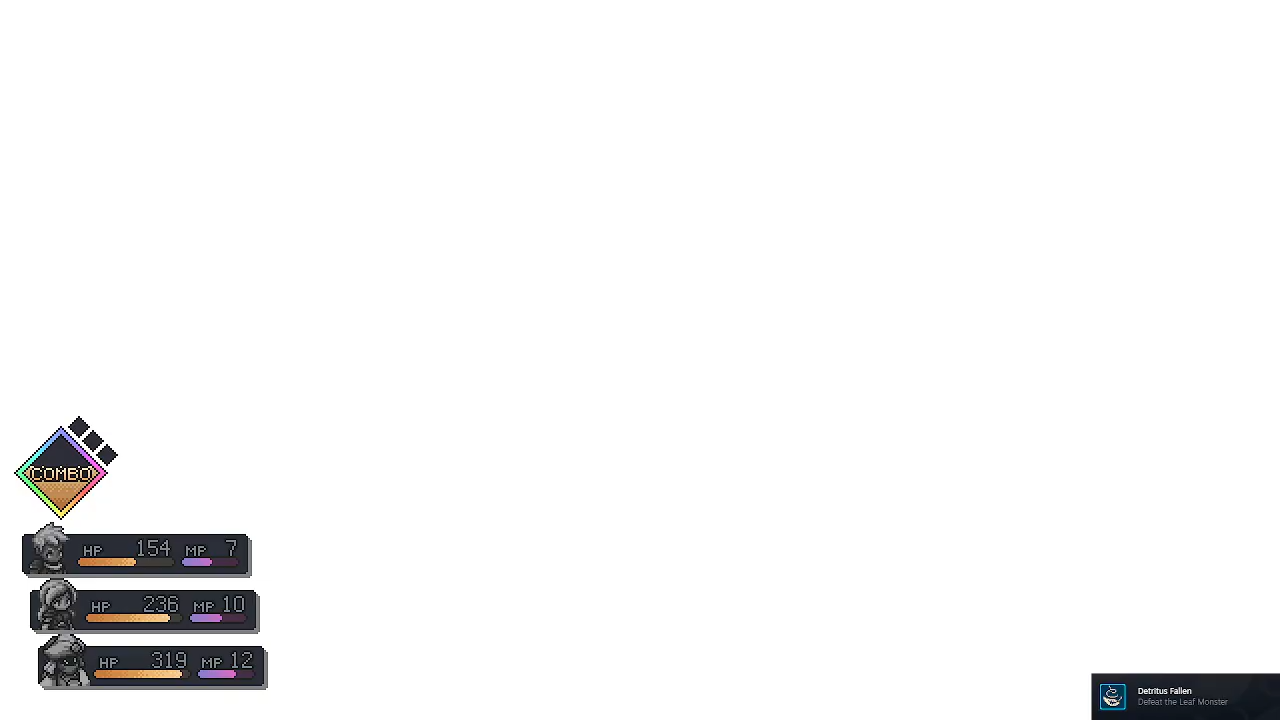 COMBO
HP 154 MP 7
HP 236 MP 10
HP 319 MP 12
Detritus Fallen
Defeat the Leaf Monster